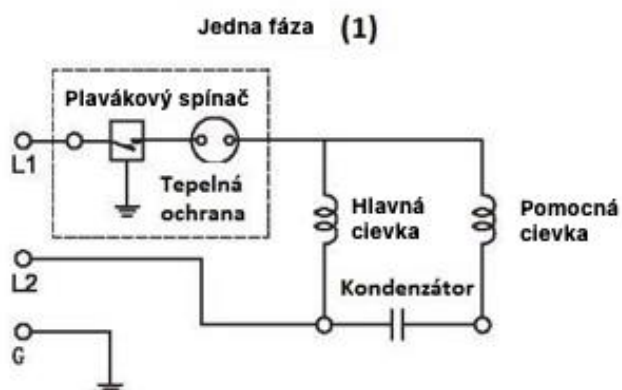 Jedna fáza (1)
Plavákový spínač
L1
Tepelná
ochrana
Hlavná
cievka
Pomocná
cievka
L2
Kondenzátor
G